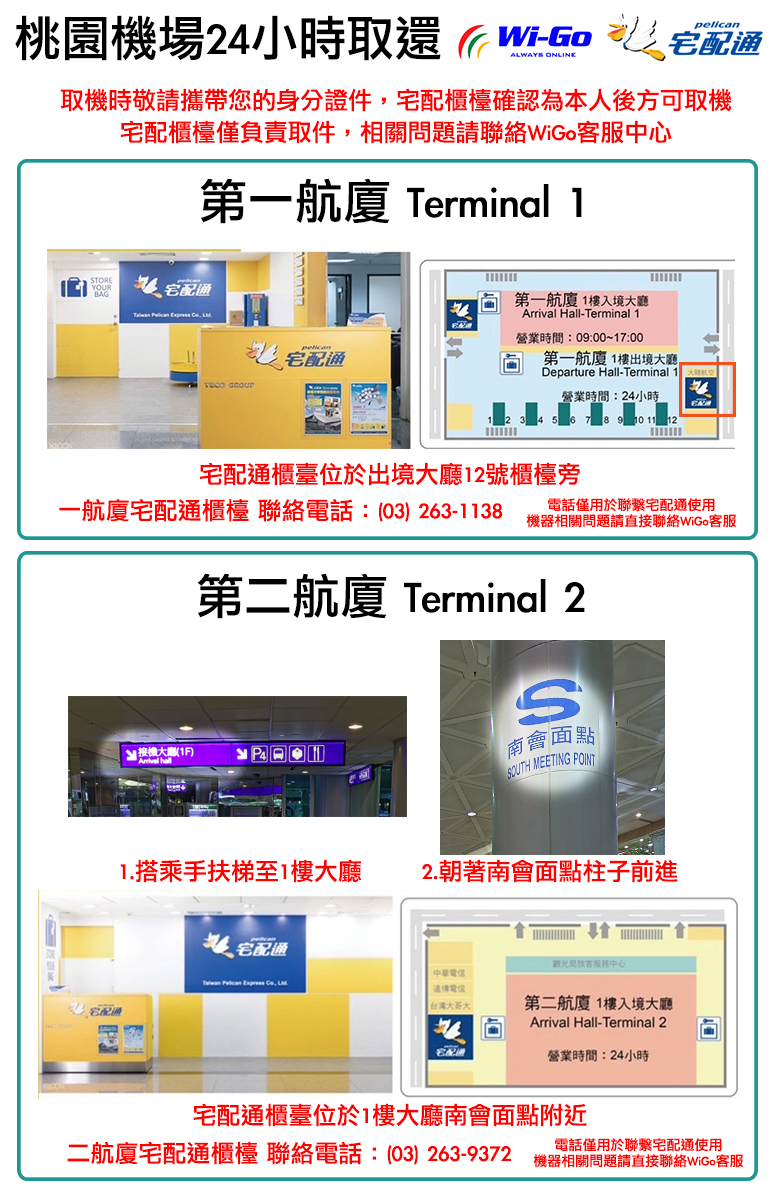 桃園機場24小時取還
Wi-Go
ALWAYS ONLINE
pelican
宅配通
取機時敬請攜帶您的身分證件，宅配櫃檯確認為本人後方可取機
宅配櫃檯僅負責取件，相關問題請聯絡WiGo客服中心
第一航廈 Terminal 1
STORE
YOUR
BAG
pelican
宅配通
Taiwan Pelican Express Co., Ltd.
pelican
宅配通
TECO GROUP
宅配通
第一航廈 1樓入境大廳
Arrival Hall-Terminal 1
營業時間：09:00~17:00
第一航廈 1樓出境大廳
Departure Hall-Terminal 1
營業時間：24小時
大韓航空
宅配通
1 2 3 4 5 6 7 8 9 10 11 12
宅配通櫃臺位於出境大廳12號櫃檯旁
一航廈宅配通櫃檯 聯絡電話：(03) 263-1138
電話僅用於聯繫宅配通使用
機器相關問題請直接聯絡WiGo客服
第二航廈 Terminal 2
接機大廳(1F)
Arrival hall
P4
S
南會面點
SOUTH MEETING POINT
1.搭乘手扶梯至1樓大廳
2.朝著南會面點柱子前進
STORE
YOUR
BAG
pelican
宅配通
Taiwan Pelican Express Co., Ltd.
宅配通
觀光局旅客服務中心
中華電信
遠傳電信
台灣大哥大
宅配通
第二航廈 1樓入境大廳
Arrival Hall-Terminal 2
營業時間：24小時
宅配通櫃臺位於1樓大廳南會面點附近
二航廈宅配通櫃檯 聯絡電話：(03) 263-9372
電話僅用於聯繫宅配通使用
機器相關問題請直接聯絡WiGo客服